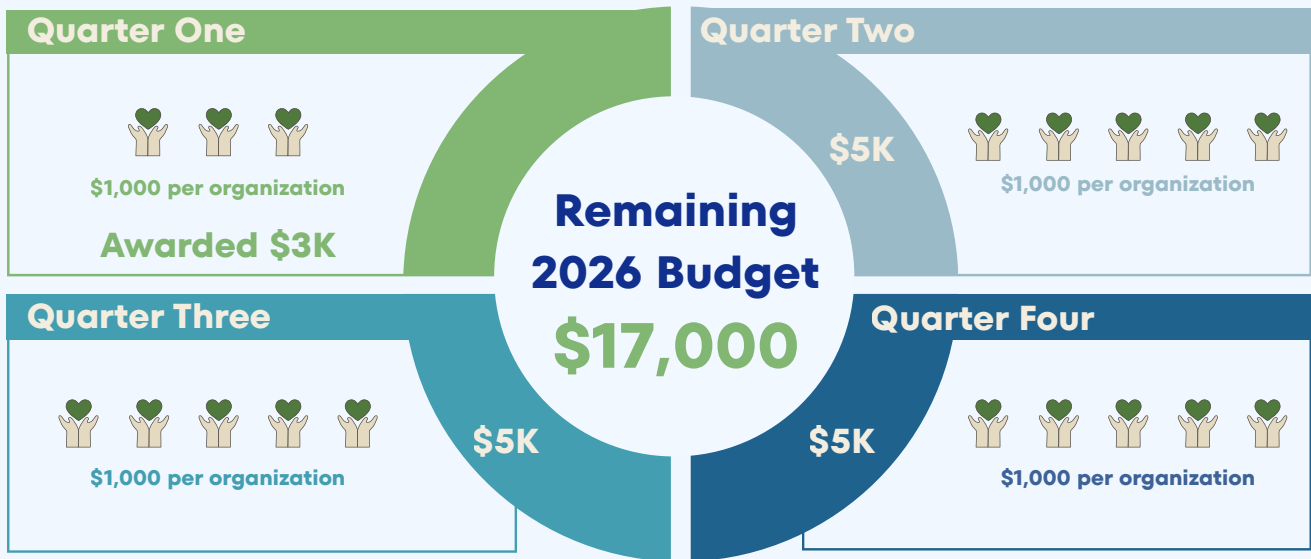 Quarter One
$1,000 per organization
Awarded $3K
Quarter Two
$5K
$1,000 per organization
Remaining
2026 Budget
$17,000
Quarter Three
$1,000 per organization
$5K
Quarter Four
$5K
$1,000 per organization